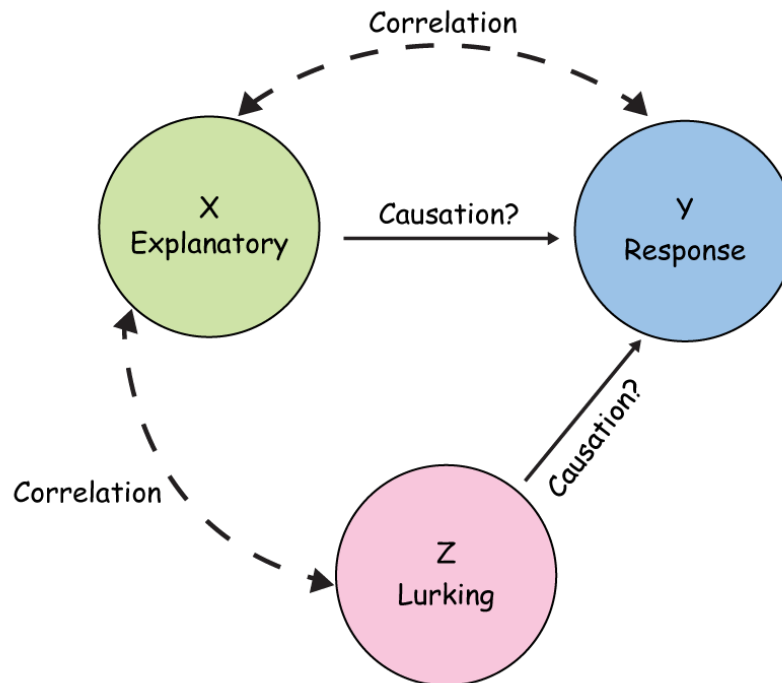 Correlation
X
Explanatory
Causation?
Y
Response
Causation?
Correlation
Z
Lurking